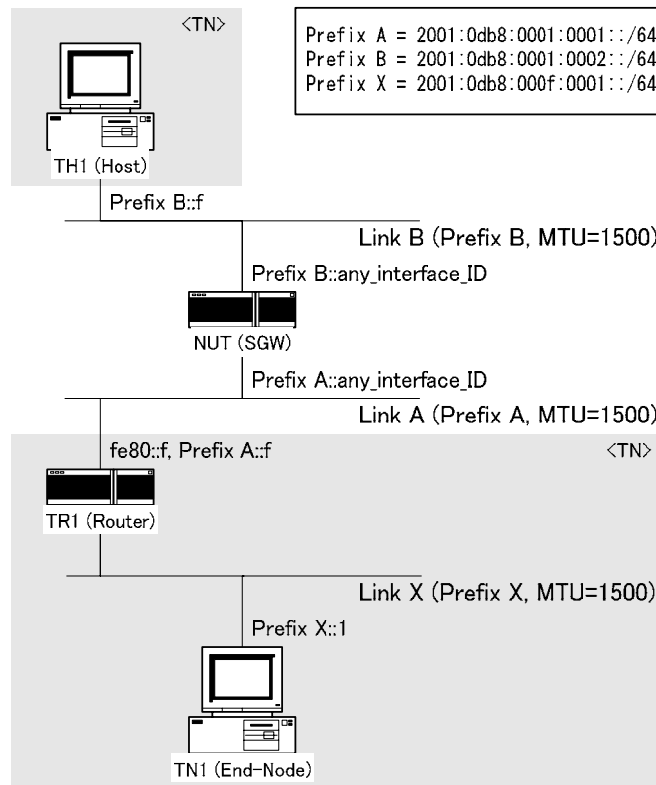 <TN>
Prefix A = 2001:0db8:0001:0001::/64
Prefix B = 2001:0db8:0001:0002::/64
Prefix X = 2001:0db8:000f:0001::/64
TH1 (Host)
Prefix B::f
Link B (Prefix B, MTU=1500)
Prefix B::any_interface_ID
NUT (SGW)
Prefix A::any_interface_ID
Link A (Prefix A, MTU=1500)
fe80::f, Prefix A::f
<TN>
TR1 (Router)
Link X (Prefix X, MTU=1500)
Prefix X::1
TN1 (End-Node)